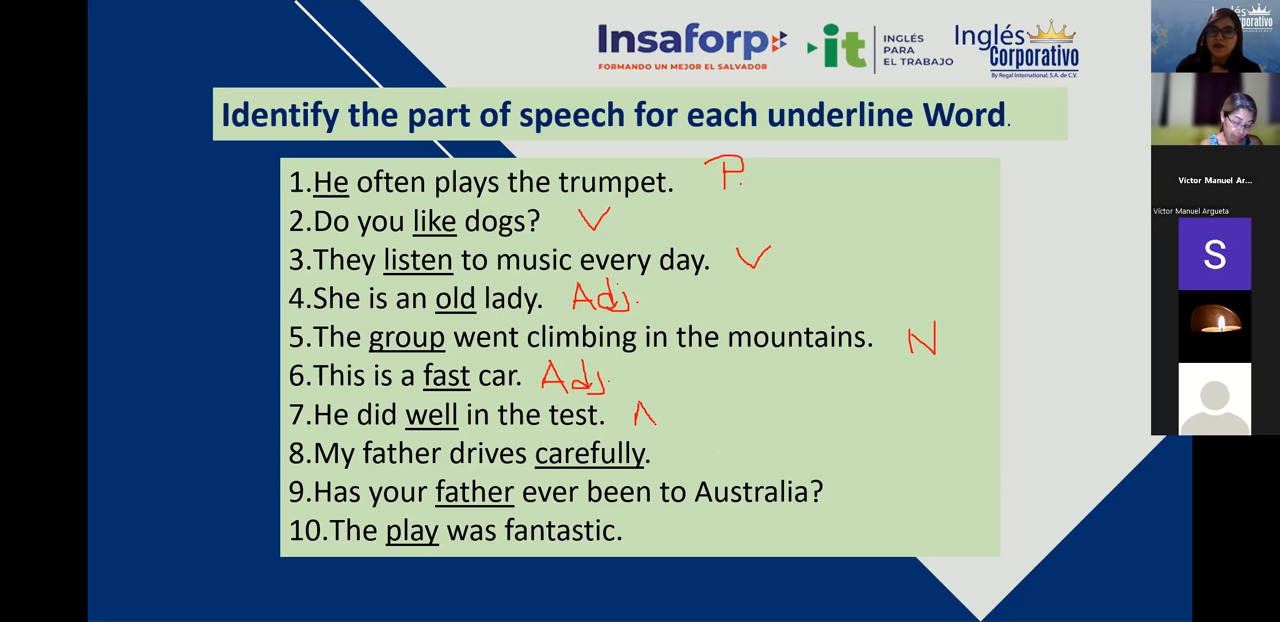 Insaforp
FORMANDO UN MEJOR EL SALVADOR
it
INGLÉS
PARA
EL TRABAJO
Inglés
Corporativo
By Regal International, S.A. de C.V.
Identify the part of speech for each underline Word.
1.He often plays the trumpet. P.
2.Do you like dogs? V
3.They listen to music every day. V
4.She is an old lady. Adj.
5.The group went climbing in the mountains. N
6.This is a fast car. Adj.
7.He did well in the test.
8.My father drives carefully.
9.Has your father ever been to Australia?
10.The play was fantastic.
Víctor Manuel Ar...
Víctor Manuel Argueta
S